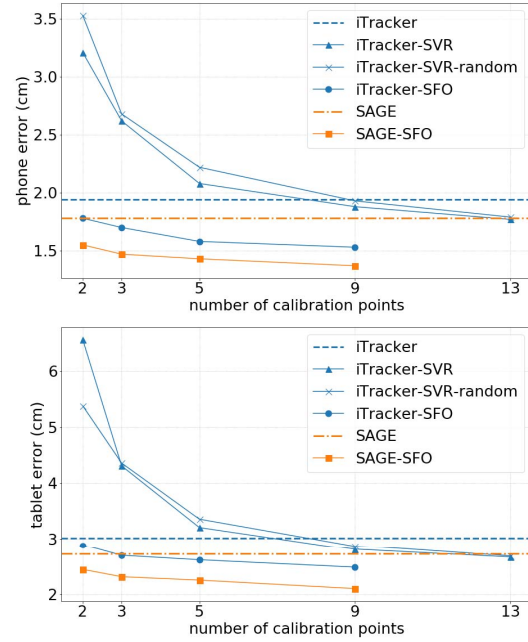 3.5
3.0
2.5
2.0
1.5
phone error (cm)
iTracker
iTracker-SVR
iTracker-SVR-random
iTracker-SFO
SAGE
SAGE-SFO
2 3 5 9 13
number of calibration points
6
5
4
3
2
tablet error (cm)
iTracker
iTracker-SVR
iTracker-SVR-random
iTracker-SFO
SAGE
SAGE-SFO
2 3 5 9 13
number of calibration points